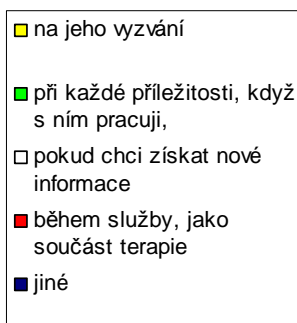 na jeho vyzvání
při každé příležitosti, když
s ním pracuji,
pokud chci získat nové
informace
během služby, jako
součást terapie
jiné